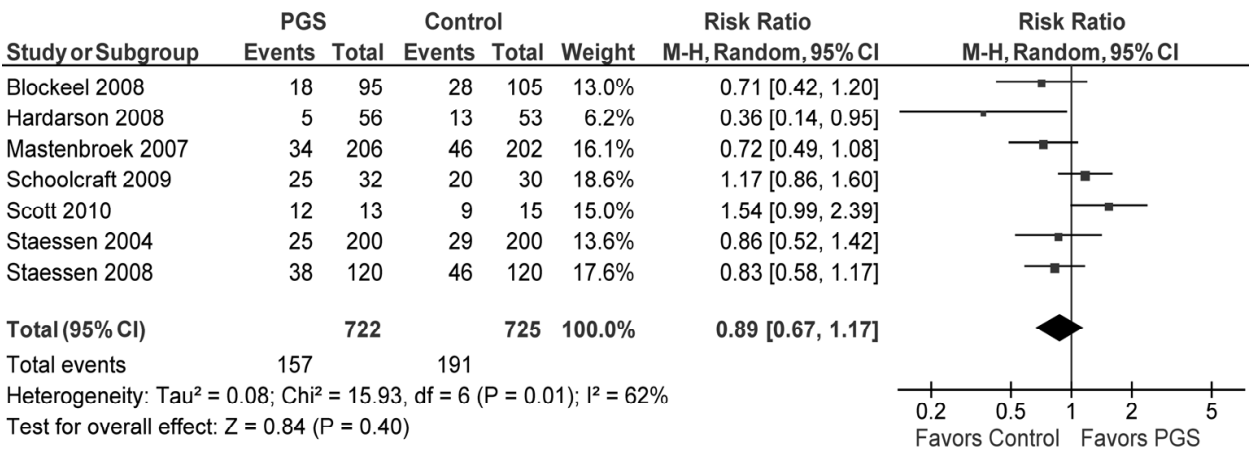 PGS Control Risk Ratio Risk Ratio
Study or Subgroup Events Total Events Total Weight M-H, Random, 95% CI M-H, Random, 95% CI
Blockeel 2008 18 95 28 105 13.0% 0.71 [0.42, 1.20]
Hardarson 2008 5 56 13 53 6.2% 0.36 [0.14, 0.95]
Mastenbroek 2007 34 206 46 202 16.1% 0.72 [0.49, 1.08]
Schoolcraft 2009 25 32 20 30 18.6% 1.17 [0.86, 1.60]
Scott 2010 12 13 9 15 15.0% 1.54 [0.99, 2.39]
Staessen 2004 25 200 29 200 13.6% 0.86 [0.52, 1.42]
Staessen 2008 38 120 46 120 17.6% 0.83 [0.58, 1.17]
Total (95% CI) 722 725 100.0% 0.89 [0.67, 1.17]
Total events 157 191
Heterogeneity: Tau² = 0.08; Chi² = 15.93, df = 6 (P = 0.01); I² = 62%
Test for overall effect: Z = 0.84 (P = 0.40)
0.2 0.5 1 2 5
Favors Control Favors PGS